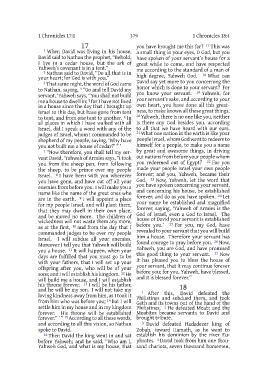 1 Chronicles 17:1
379
1 Chronicles 18:4
17
1 When David was living in his house,
David said to Nathan the prophet, "Behold,
I live in a cedar house, but the ark of
Yahweh's covenant is in a tent."
2 Nathan said to David, "Do all that is in
your heart; for God is with you."
3 That same night, the word of God came
to Nathan, saying, 4 "Go and tell David my
servant, 'Yahweh says, "You shall not build
me a house to dwell in; 5 for I have not lived
in a house since the day that I brought up
Israel to this day, but have gone from tent
to tent, and from one tent to another. 6 In
all places in which I have walked with all
Israel, did I speak a word with any of the
judges of Israel, whom I commanded to be
shepherd of my people, saying, 'Why have
you not built me a house of cedar?'"'
7 "Now therefore, you shall tell my ser-
vant David, 'Yahweh of Armies says, "I took
you from the sheep pen, from following
the sheep, to be prince over my people
Israel. 8 I have been with you wherever
you have gone, and have cut off all your
enemies from before you. I will make you a
name like the name of the great ones who
are in the earth. 9 I will appoint a place
for my people Israel, and will plant them,
that they may dwell in their own place,
and be moved no more. The children of
wickedness will not waste them any more,
as at the first, 10 and from the day that I
commanded judges to be over my people
Israel. I will subdue all your enemies.
Moreover I tell you that Yahweh will build
you a house. 11 It will happen, when your
days are fulfilled that you must go to be
with your fathers, that I will set up your
offspring after you, who will be of your
sons; and I will establish his kingdom. 12 He
will build me a house, and I will establish
his throne forever. 13 I will be his father,
and he will be my son. I will not take my
loving kindness away from him, as I took it
from him who was before you; 14 but I will
settle him in my house and in my kingdom
forever. His throne will be established
forever."'" 15 According to all these words,
and according to all this vision, so Nathan
spoke to David.
16 Then David the king went in and sat
before Yahweh; and he said, "Who am I,
Yahweh God, and what is my house, that
you have brought me this far? 17 This was
a small thing in your eyes, O God, but you
have spoken of your servant's house for a
great while to come, and have respected
me according to the standard of a man of
high degree, Yahweh God. 18 What can
David say yet more to you concerning the
honor which is done to your servant? For
you know your servant. 19 Yahweh, for
your servant's sake, and according to your
own heart, you have done all this great-
ness, to make known all these great things.
20 Yahweh, there is no one like you, neither
is there any God besides you, according
to all that we have heard with our ears.
21 What one nation in the earth is like your
people Israel, whom God went to redeem to
himself for a people, to make you a name
by great and awesome things, in driving
out nations from before your people whom
you redeemed out of Egypt? 22 For you
made your people Israel your own people
forever; and you, Yahweh, became their
God. 23 Now, Yahweh, let the word that
you have spoken concerning your servant,
and concerning his house, be established
forever, and do as you have spoken. 24 Let
your name be established and magnified
forever, saying, 'Yahweh of Armies is the
God of Israel, even a God to Israel. The
house of David your servant is established
before you.' 25 For you, my God, have
revealed to your servant that you will build
him a house. Therefore your servant has
found courage to pray before you. 26 Now,
Yahweh, you are God, and have promised
this good thing to your servant. 27 Now
it has pleased you to bless the house of
your servant, that it may continue forever
before you; for you, Yahweh, have blessed,
and it is blessed forever."
18
1 After this, David defeated the
Philistines and subdued them, and took
Gath and its towns out of the hand of the
Philistines. 2 He defeated Moab; and the
Moabites became servants to David and
brought tribute.
3 David defeated Hadadezer king of
Zobah, toward Hamath, as he went to
establish his dominion by the river Eu-
phrates. 4 David took from him one thou-
sand chariots, seven thousand horsemen,